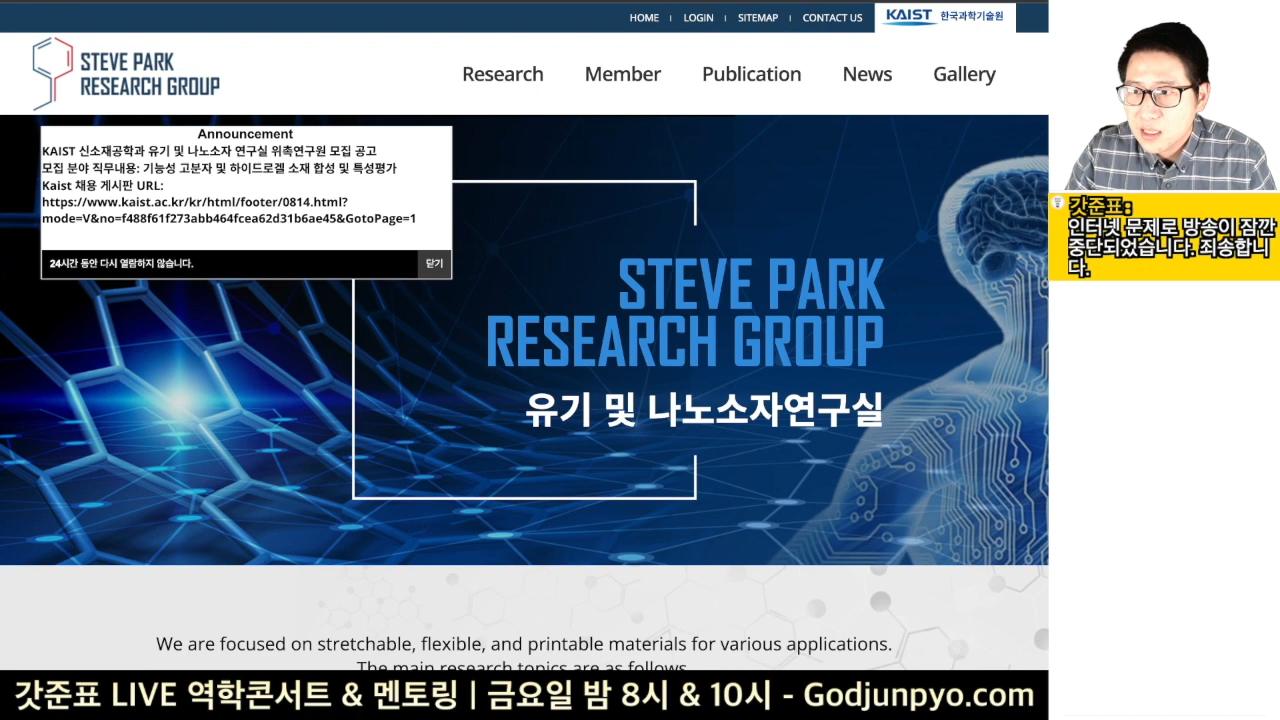 HOME | LOGIN | SITEMAP | CONTACT US
KAIST 한국과학기술원
STEVE PARK
RESEARCH GROUP
Research Member Publication News Gallery
Announcement
KAIST 신소재공학과 유기 및 나노소자 연구실 위촉연구원 모집 공고
모집 분야 직무내용: 기능성 고분자 및 하이드로겔 소재 합성 및 특성평가
Kaist 채용 게시판 URL:
https://www.kaist.ac.kr/kr/html/footer/0814.html?
mode=V&no=f488f61f273abb464fcea62d31b6ae45&GotoPage=1
24시간 동안 다시 열람하지 않습니다. 닫기
STEVE PARK
RESEARCH GROUP
유기 및 나노소자연구실
We are focused on stretchable, flexible, and printable materials for various applications.
The main research topics are as follows
갓준표:
인터넷 문제로 방송이 잠깐
중단되었습니다. 죄송합니
다.
갓준표 LIVE 역학콘서트 & 멘토링 | 금요일 밤 8시 & 10시 - Godjunpyo.com